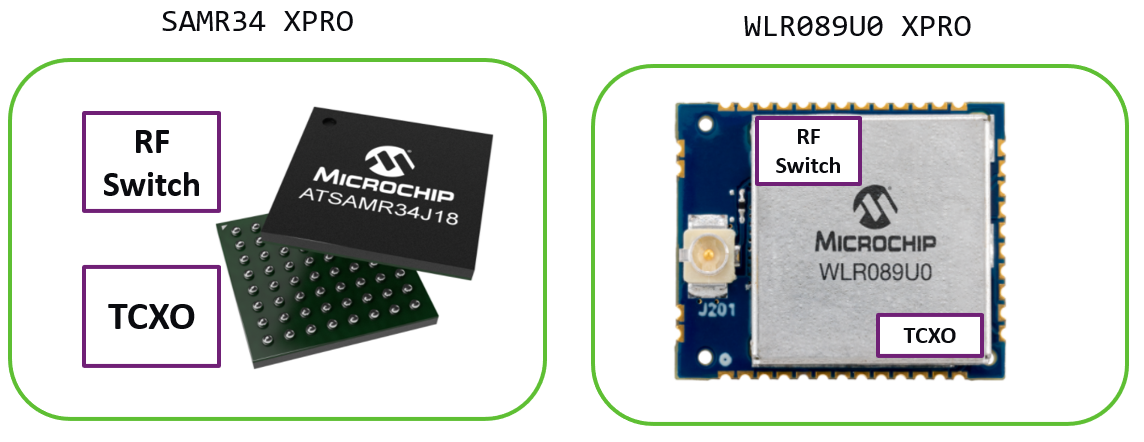 SAMR34 XPRO
RF
Switch
MICROCHIP
ATSAMR34J18
TCXO
WLR089U0 XPRO
RF
Switch
MICROCHIP
WLR089U0
J201
TCXO